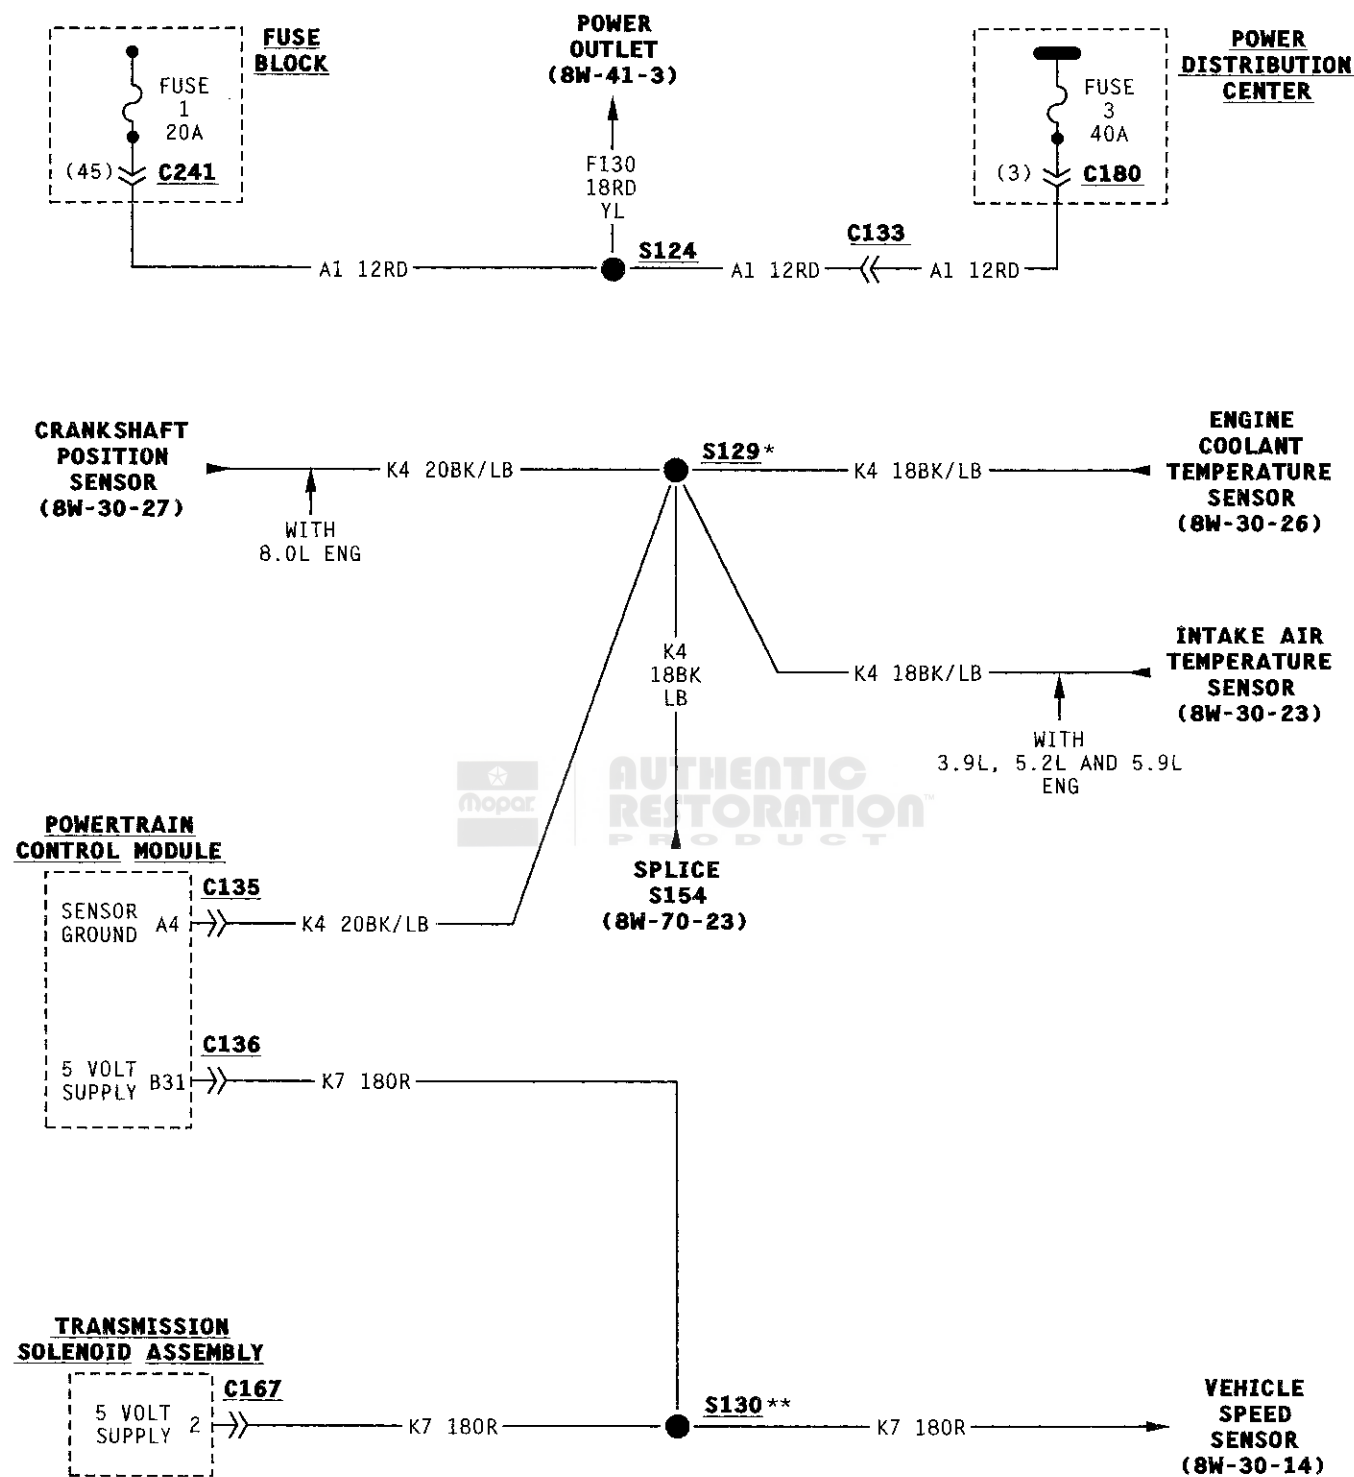 FUSE
BLOCK
FUSE
1
20A
(45)
C241
POWER
OUTLET
(8W-41-3)
F130
18RD
YL
POWER
DISTRIBUTION
CENTER
FUSE
3
40A
(3)
C180
A1 12RD
S124
A1 12RD
C133
A1 12RD
CRANKSHAFT
POSITION
SENSOR
(8W-30-27)
K4 20BK/LB
WITH
8.0L ENG
S129*
K4 18BK/LB
ENGINE
COOLANT
TEMPERATURE
SENSOR
(8W-30-26)
K4
18BK
LB
K4 18BK/LB
INTAKE AIR
TEMPERATURE
SENSOR
(8W-30-23)
WITH
3.9L, 5.2L AND 5.9L
ENG
Mopar
AUTHENTIC
RESTORATION™
PRODUCT
SPLICE
S154
(8W-70-23)
POWERTRAIN
CONTROL MODULE
SENSOR
GROUND
A4
C135
K4 20BK/LB
5 VOLT
SUPPLY
B31
C136
K7 18OR
TRANSMISSION
SOLENOID ASSEMBLY
5 VOLT
SUPPLY
2
C167
K7 18OR
S130**
K7 18OR
VEHICLE
SPEED
SENSOR
(8W-30-14)